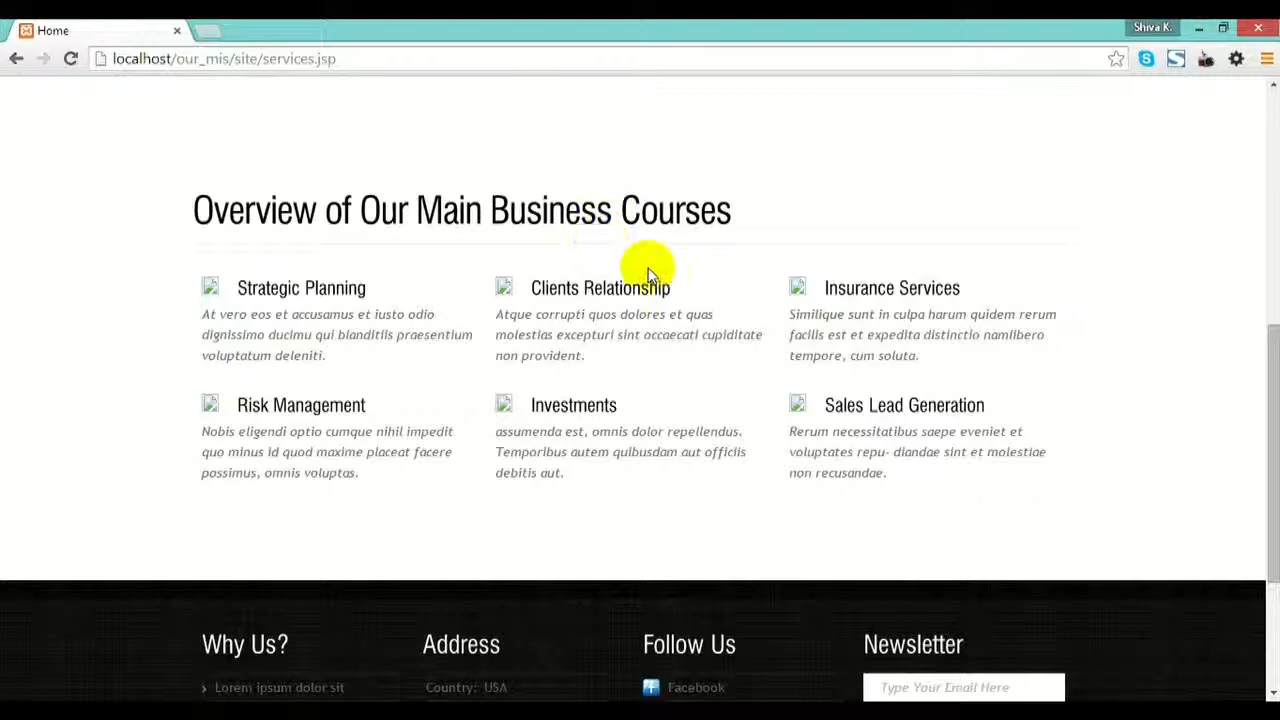 Home
Shiva K.
localhost/our_mis/site/services.jsp
Overview of Our Main Business Courses
Strategic Planning
At vero eos et accusamus et iusto odio
dignissimo ducimu qui blanditiis praesentium
voluptatum deleniti.
Clients Relationship
Atque corrupti quos dolores et quas
molestias excepturi sint occaecati cupiditate
non provident.
Insurance Services
Similique sunt in culpa harum quidem rerum
facilis est et expedita distinctio namlibero
tempore, cum soluta.
Risk Management
Nobis eligendi optio cumque nihil impedit
quo minus id quod maxime placeat facere
possimus, omnis voluptas.
Investments
assumenda est, omnis dolor repellendus.
Temporibus autem quibusdam aut officiis
debitis aut.
Sales Lead Generation
Rerum necessitatibus saepe eveniet et
voluptates repu- diandae sint et molestiae
non recusandae.
Why Us?
Lorem ipsum dolor sit
Address
Country: USA
Follow Us
Facebook
Newsletter
Type Your Email Here